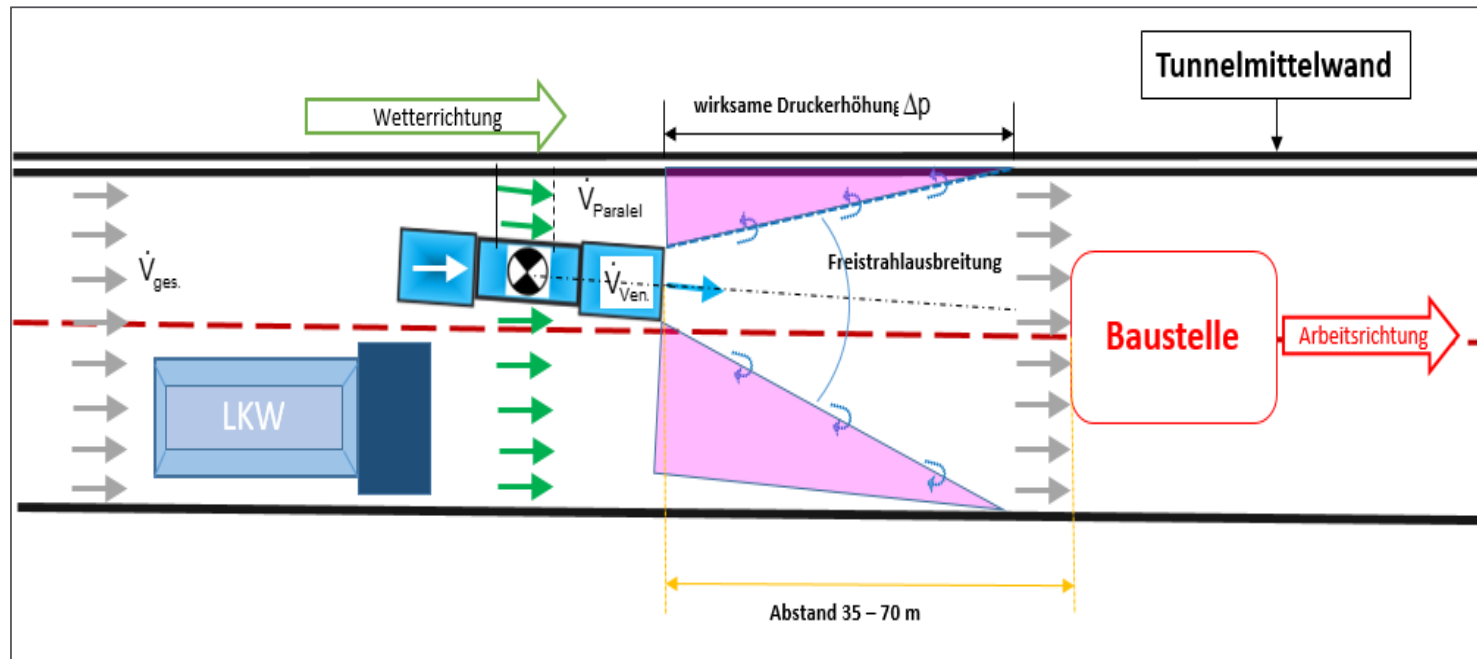 Tunnelmittelwand
wirksame Druckerhöhung Δp
Wetterrichtung
V̇Paralel
V̇ges.
Freistrahlausbreitung
V̇Ven.
Baustelle
Arbeitsrichtung
LKW
Abstand 35 – 70 m